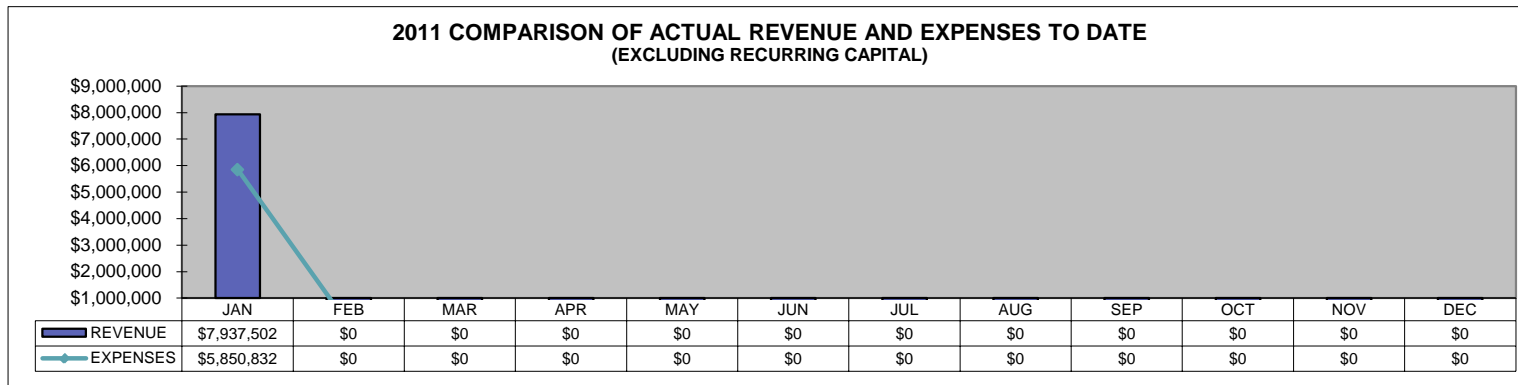 2011 COMPARISON OF ACTUAL REVENUE AND EXPENSES TO DATE
(EXCLUDING RECURRING CAPITAL)
$9,000,000
$8,000,000
$7,000,000
$6,000,000
$5,000,000
$4,000,000
$3,000,000
$2,000,000
$1,000,000
JAN FEB MAR APR MAY JUN JUL AUG SEP OCT NOV DEC
REVENUE $7,937,502 $0 $0 $0 $0 $0 $0 $0 $0 $0 $0 $0
EXPENSES $5,850,832 $0 $0 $0 $0 $0 $0 $0 $0 $0 $0 $0